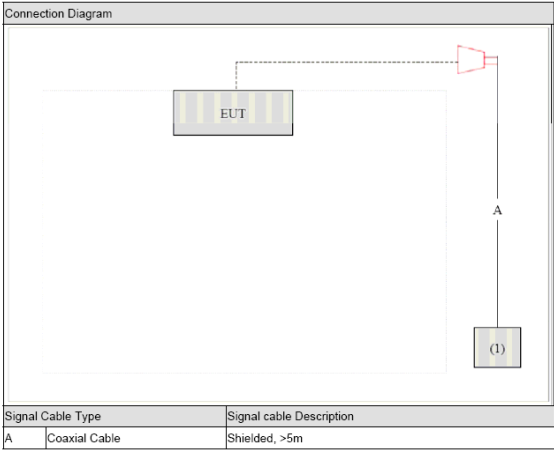 Connection Diagram
EUT
A
(1)
Signal Cable Type Signal cable Description
A Coaxial Cable Shielded, >5m